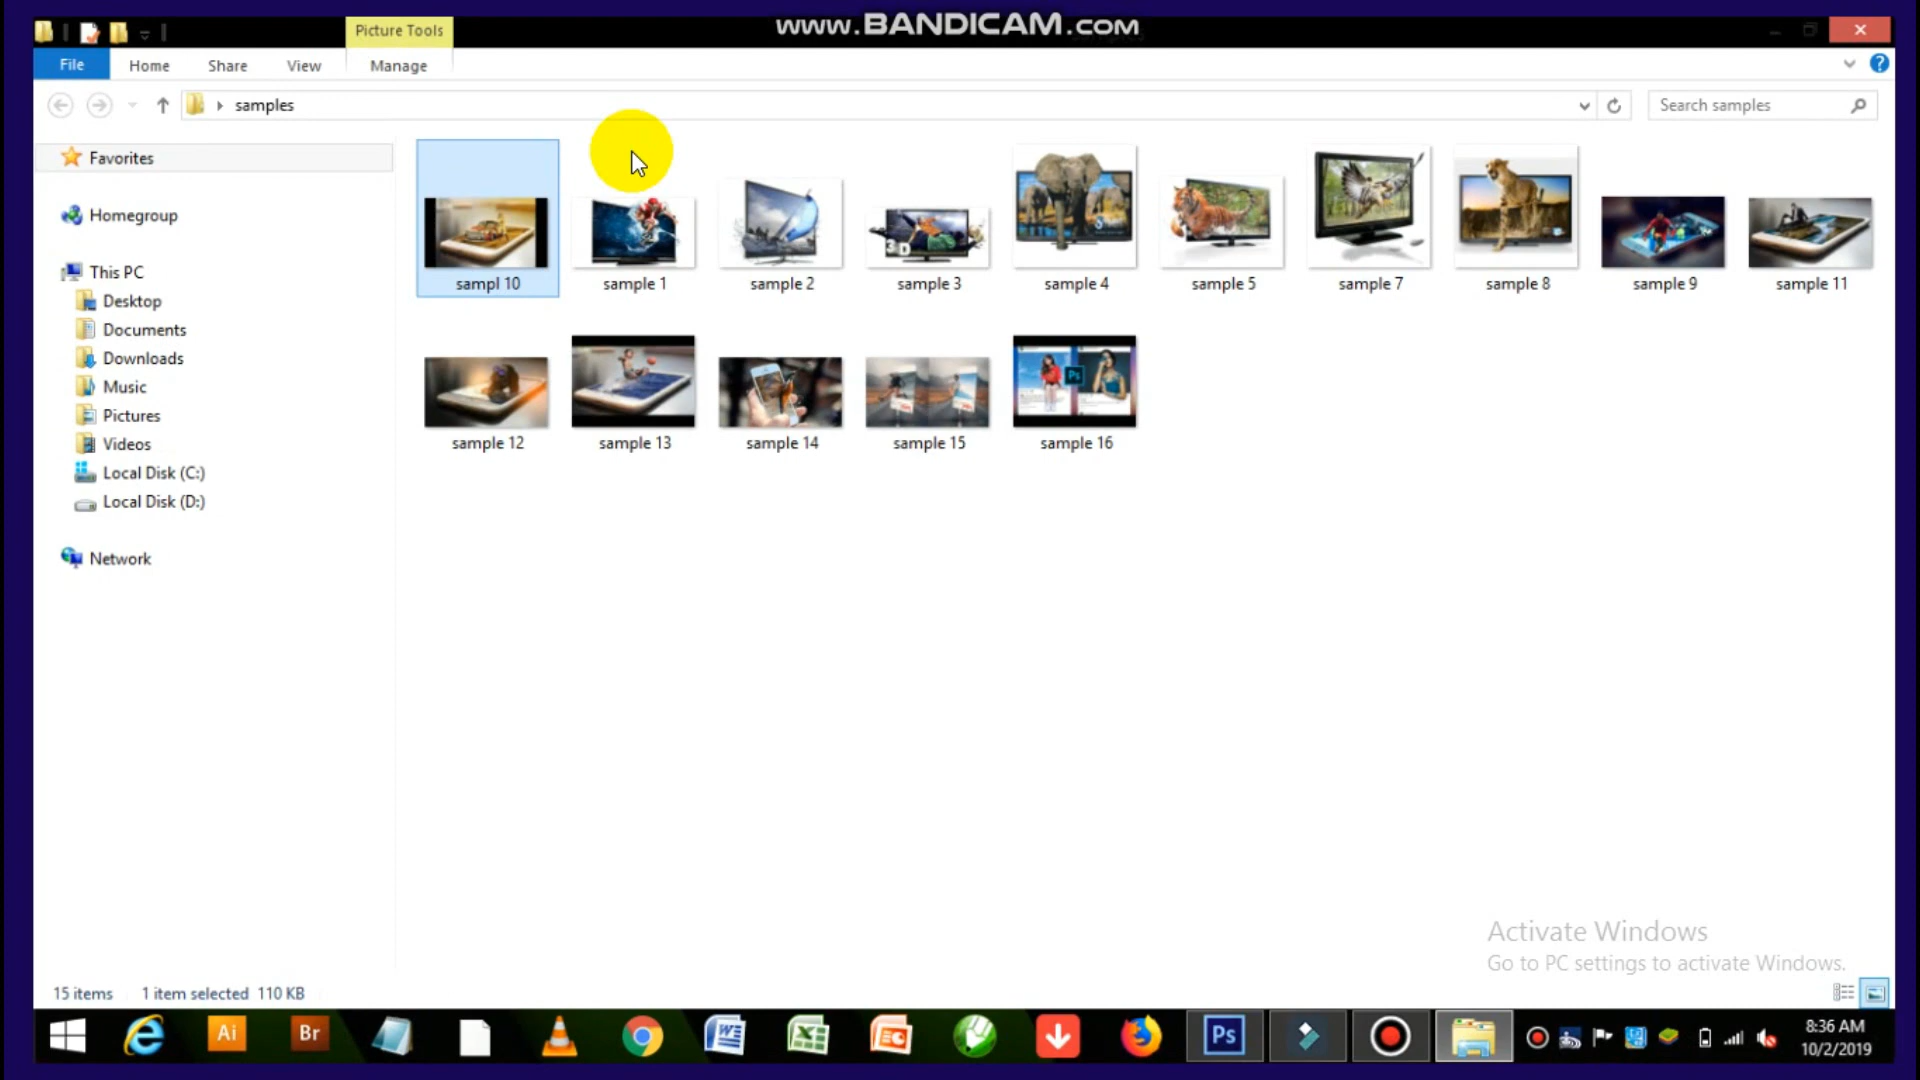 www.BANDICAM.com
Picture Tools
File
Home
Share
View
Manage
samples
Search samples
Favorites
Homegroup
This PC
Desktop
Documents
Downloads
Music
Pictures
Videos
Local Disk (C:)
Local Disk (D:)
Network
sampl 10
sample 1
sample 2
3D
sample 3
sample 4
sample 5
sample 7
sample 8
sample 9
sample 11
sample 12
sample 13
sample 14
sample 15
Ps
sample 16
Activate Windows
Go to PC settings to activate Windows.
15 items
1 item selected 110 KB
Ai
Br
Ps
8:36 AM
10/2/2019